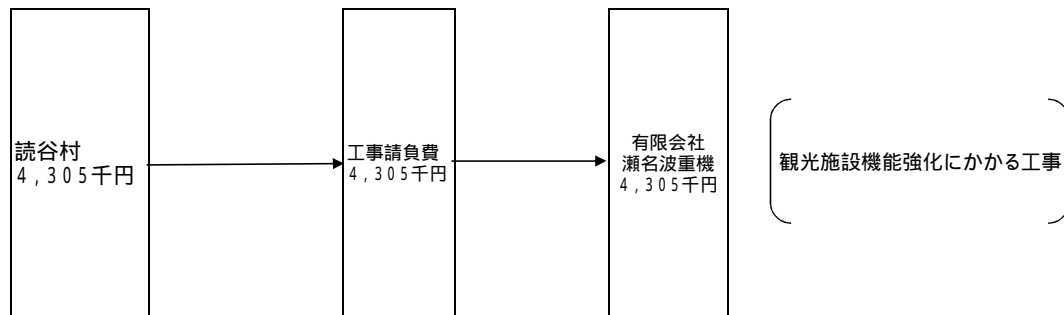 読谷村
4,305千円
工事請負費
4,305千円
有限会社
瀬名波重機
4,305千円
観光施設機能強化にかかる工事